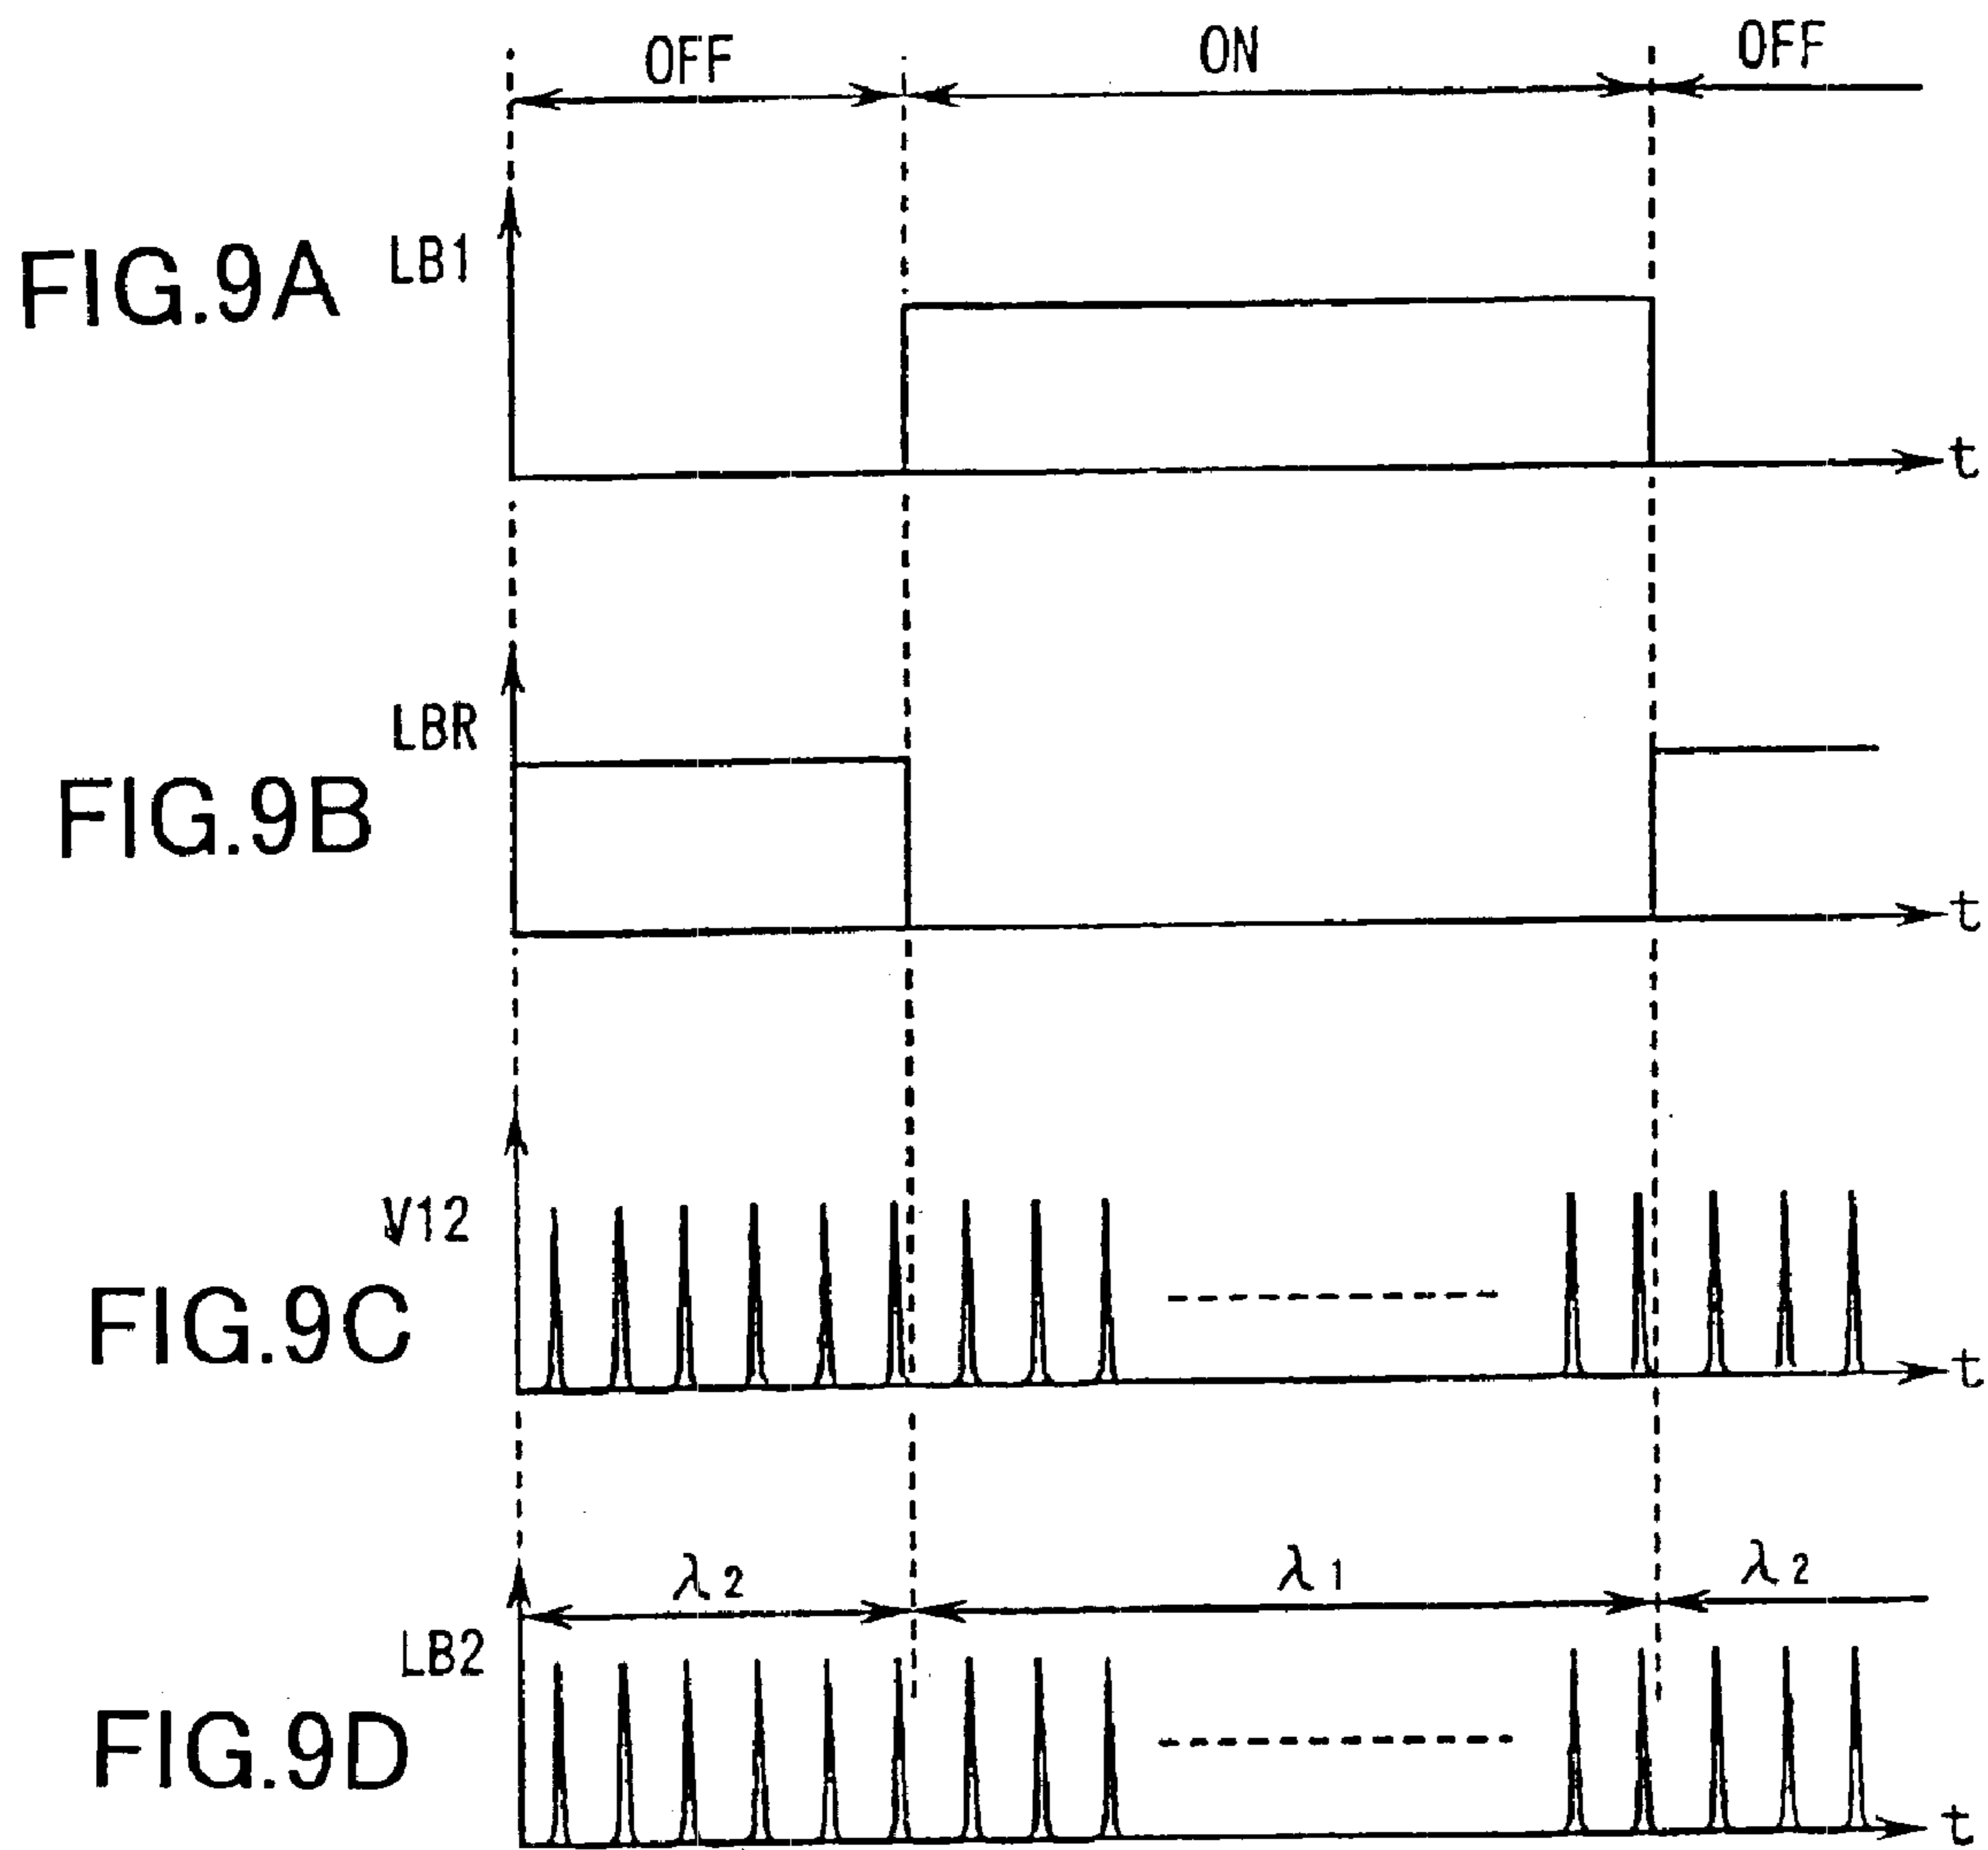 OFF ON OFF
FIG.9A LB1
t
LBR
FIG.9B
t
V12
FIG.9C
t
λ2 λ1 λ2
LB2
FIG.9D
t